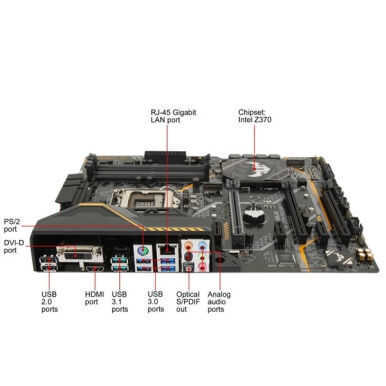 RJ-45 Gigabit
LAN port
Chipset:
Intel Z370
PS/2
port
DVI-D
port
USB
2.0
ports
HDMI
port
USB
3.1
ports
USB
3.0
ports
Optical
S/PDIF
out
Analog
audio
ports